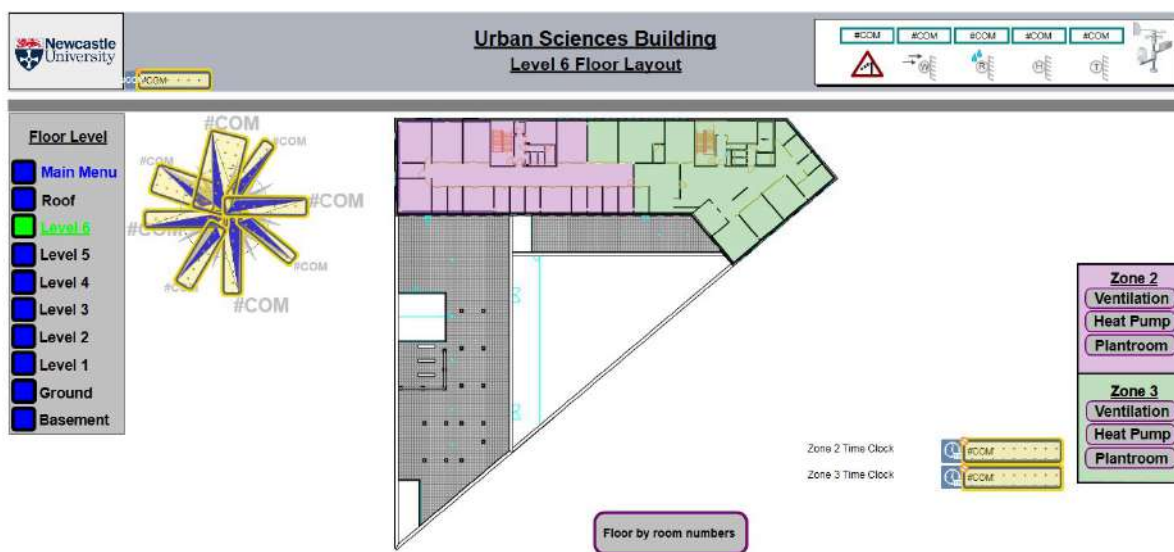 Newcastle
University
#COM
Urban Sciences Building
Level 6 Floor Layout
#COM #COM #COM #COM #COM
W R H T
Floor Level
Main Menu
Roof
Level 6
Level 5
Level 4
Level 3
Level 2
Level 1
Ground
Basement
#COM
#COM
#COM
#COM
#COM
#COM
#COM
#COM
Zone 2
Ventilation
Heat Pump
Plantroom
Zone 3
Ventilation
Heat Pump
Plantroom
Zone 2 Time Clock #COM
Zone 3 Time Clock #COM
Floor by room numbers